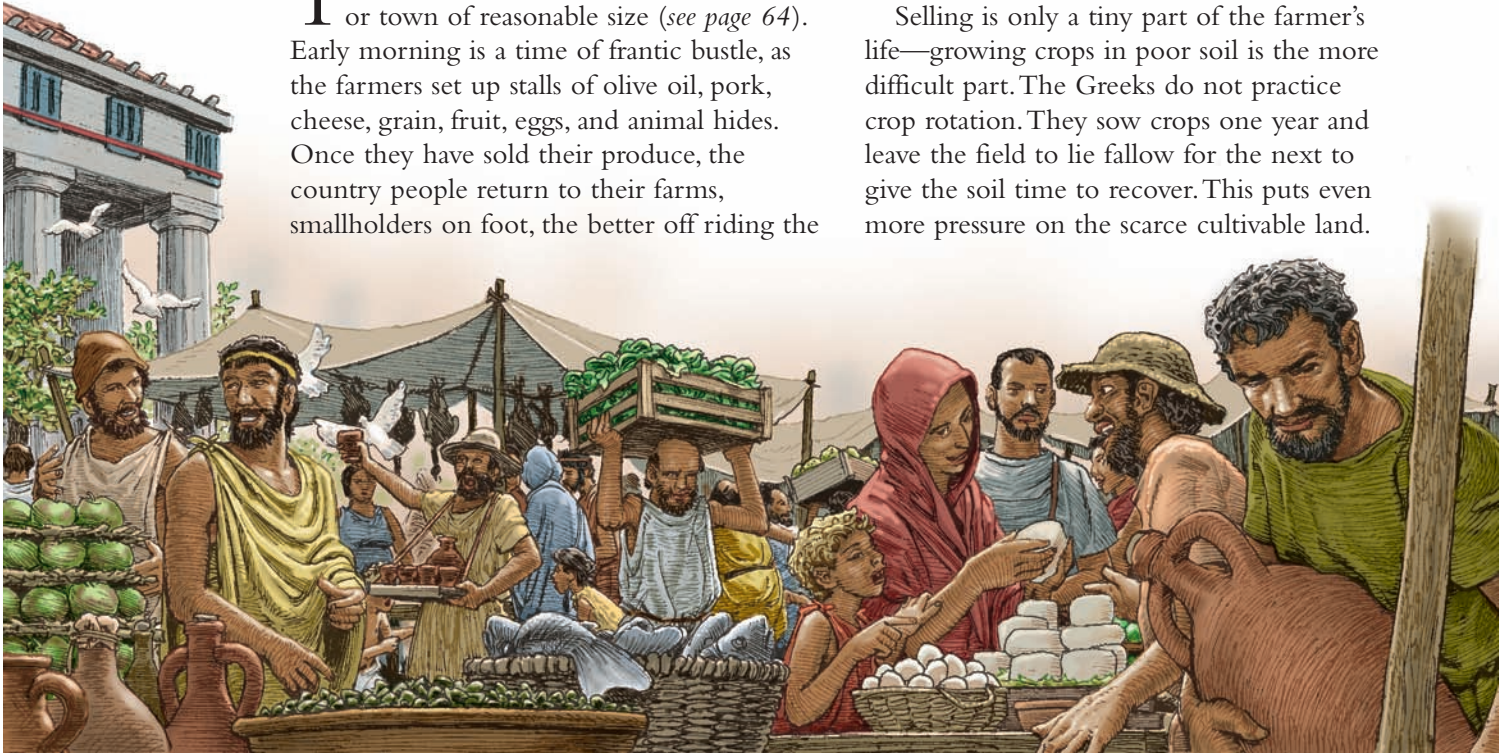 or town of reasonable size (see page 64).
Early morning is a time of frantic bustle, as
the farmers set up stalls of olive oil, pork,
cheese, grain, fruit, eggs, and animal hides.
Once they have sold their produce, the
country people return to their farms,
smallholders on foot, the better off riding the
Selling is only a tiny part of the farmer’s
life—growing crops in poor soil is the more
difficult part. The Greeks do not practice
crop rotation. They sow crops one year and
leave the field to lie fallow for the next to
give the soil time to recover. This puts even
more pressure on the scarce cultivable land.